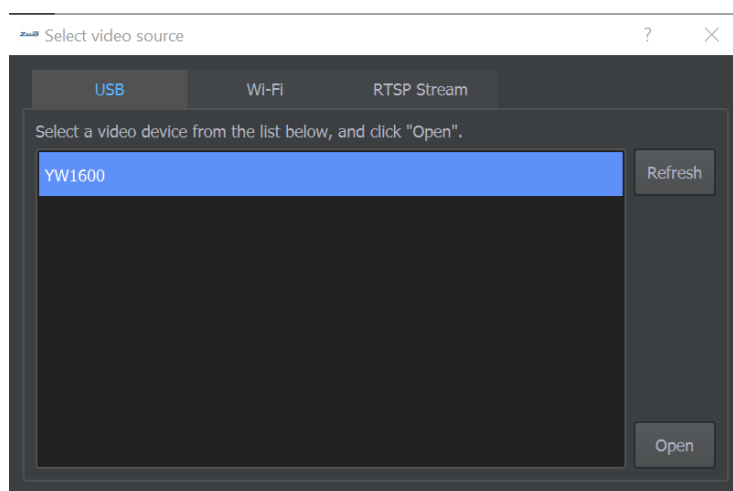 Select video source
?
USB
Wi-Fi
RTSP Stream
Select a video device from the list below, and click "Open".
YW1600
Refresh
Open